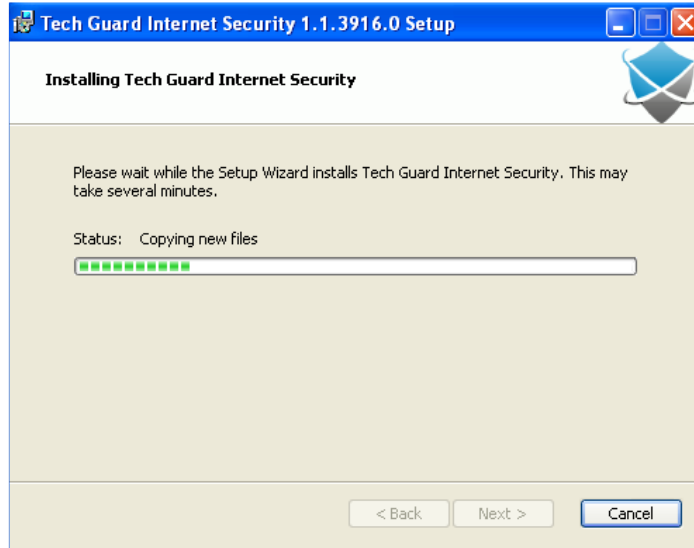 Tech Guard Internet Security 1.1.3916.0 Setup
Installing Tech Guard Internet Security
Please wait while the Setup Wizard installs Tech Guard Internet Security. This may
take several minutes.
Status: Copying new files
< Back Next > Cancel